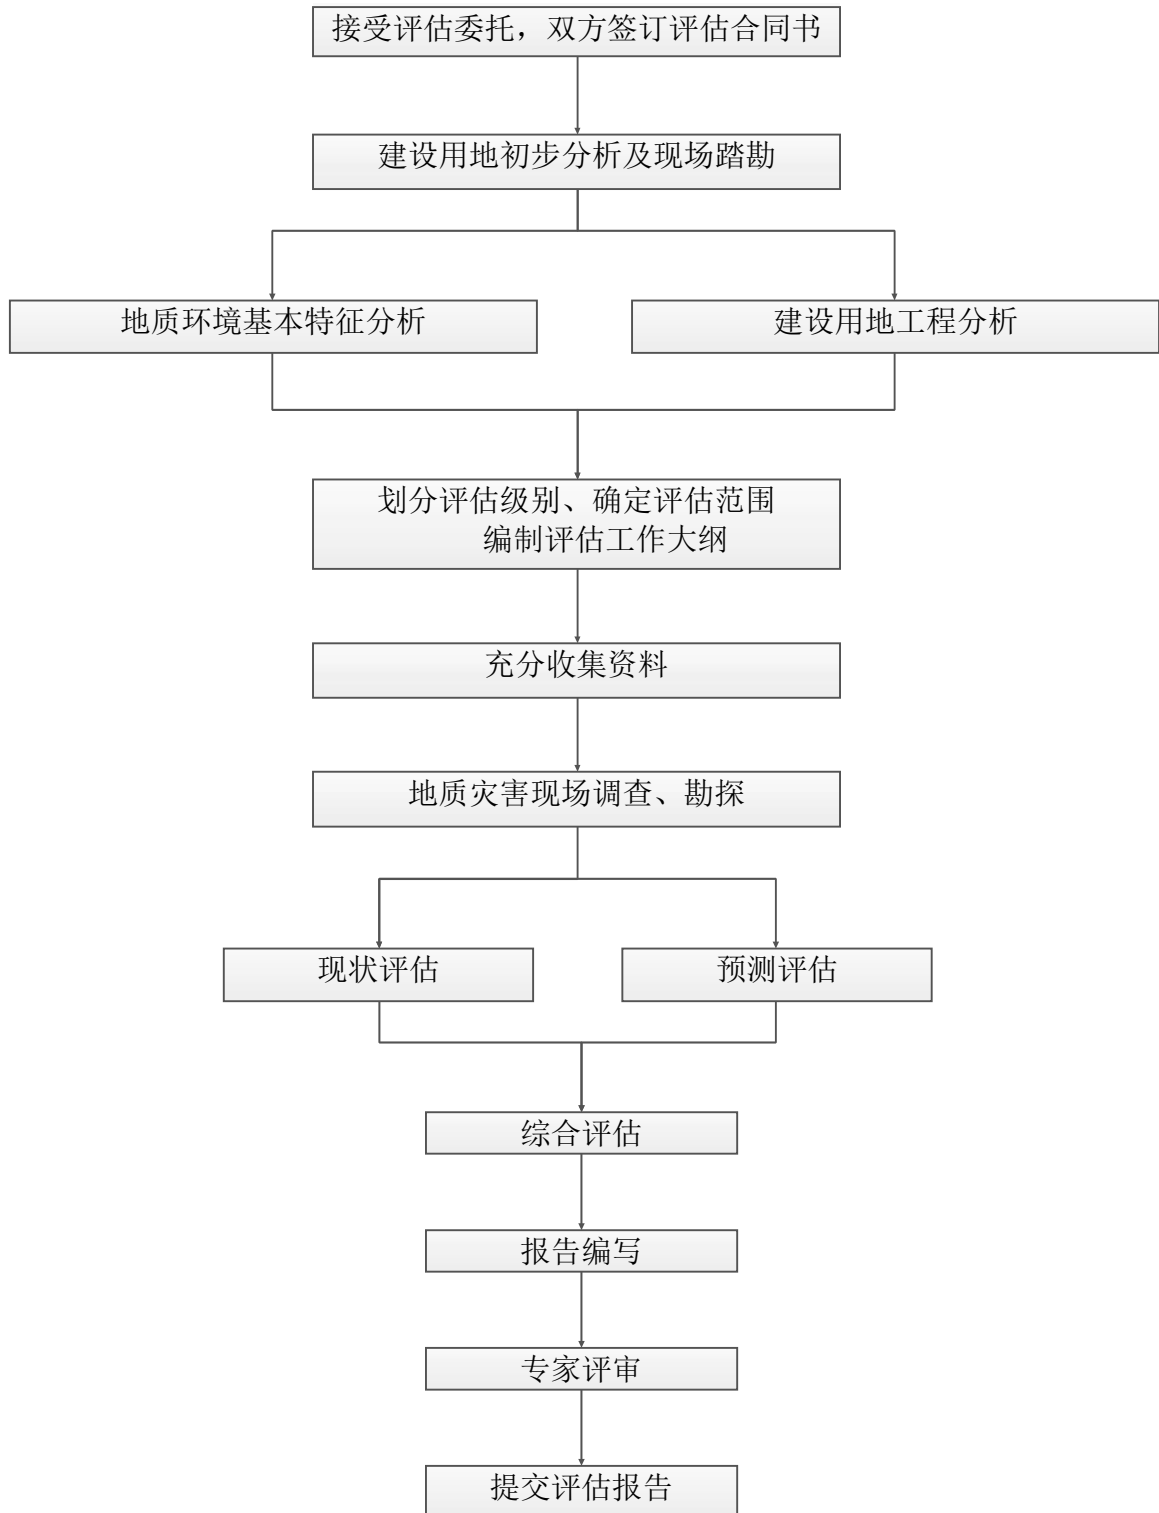 接受评估委托，双方签订评估合同书
建设用地初步分析及现场踏勘
地质环境基本特征分析
建设用地工程分析
划分评估级别、确定评估范围
编制评估工作大纲
充分收集资料
地质灾害现场调查、勘探
现状评估
预测评估
综合评估
报告编写
专家评审
提交评估报告